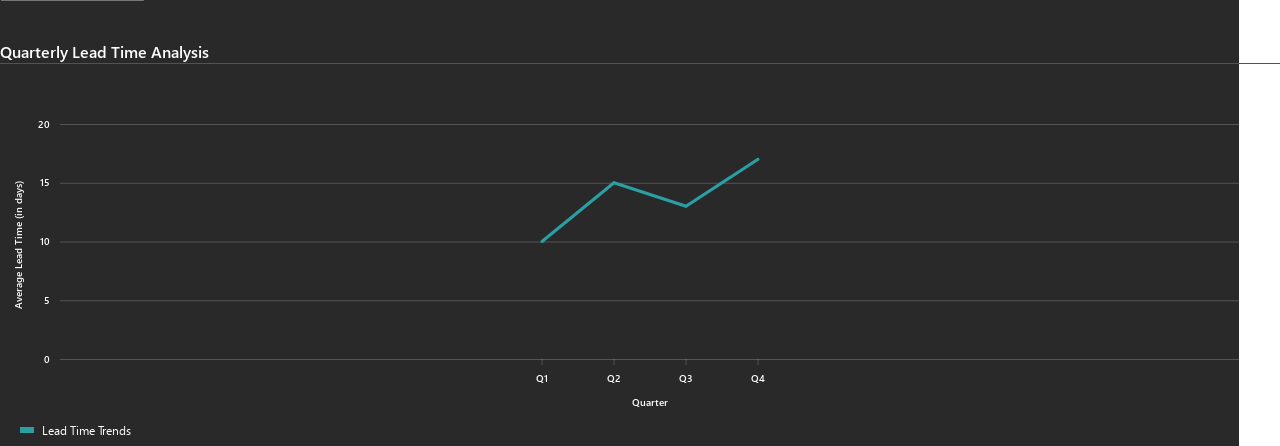 Quarterly Lead Time Analysis
20
15
10
5
0
Average Lead Time (in days)
Q1 Q2 Q3 Q4
Quarter
Lead Time Trends